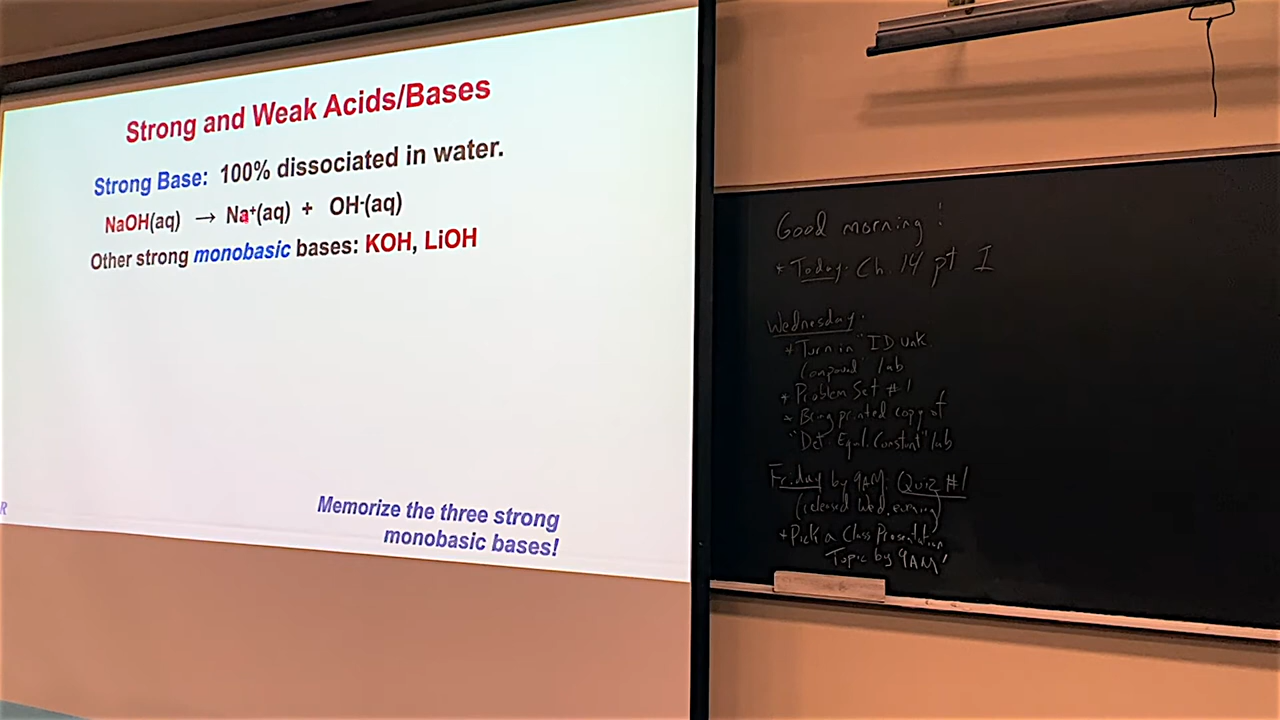 Strong and Weak Acids/Bases
Strong Base: 100% dissociated in water.
NaOH(aq) → Na⁺(aq) + OH⁻(aq)
Other strong monobasic bases: KOH, LiOH
Memorize the three strong
monobasic bases!
R
Good morning!
* Today: Ch. 14 pt I
Wednesday:
* Turn in "ID unk.
Compound" lab
* Problem Set #1
* Bring printed copy of
"Det. Equil. Constant" lab
Friday by 9AM: Quiz #1
(released Wed.
* Pick a Class Presentation
Topic by 9AM!